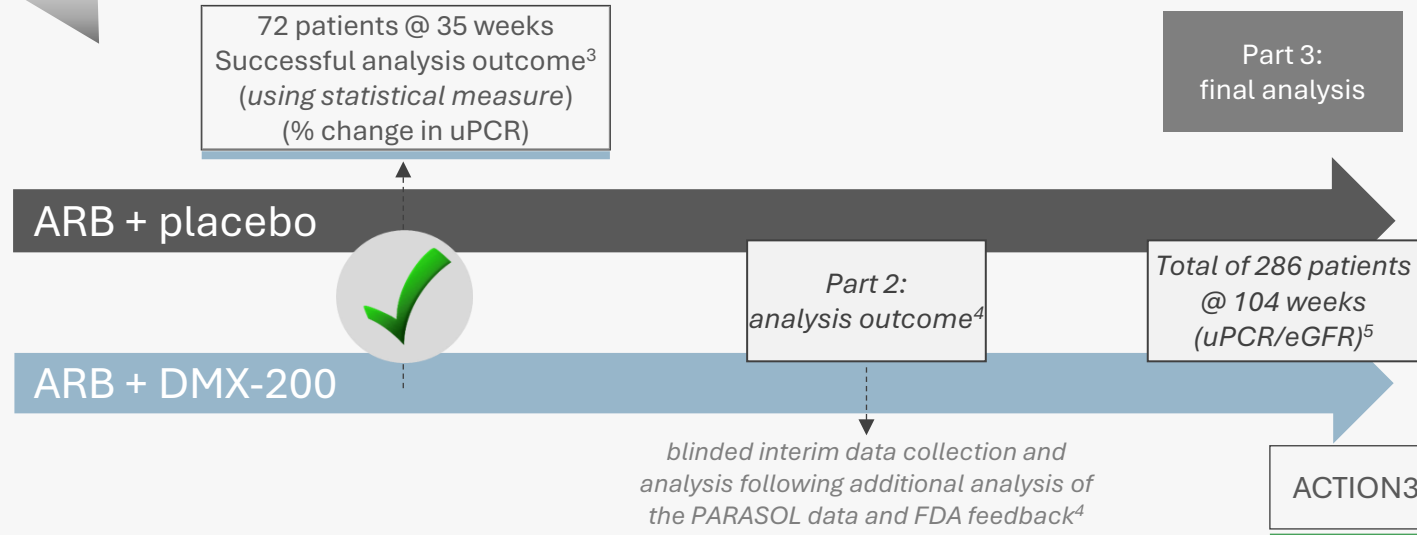 72 patients @ 35 weeks
Successful analysis outcome³
(using statistical measure)
(% change in uPCR)
Part 3:
final analysis
ARB + placebo
Part 2:
analysis outcome⁴
Total of 286 patients
@ 104 weeks
(uPCR/eGFR)⁵
ARB + DMX-200
blinded interim data collection and
analysis following additional analysis of
the PARASOL data and FDA feedback⁴
ACTION3